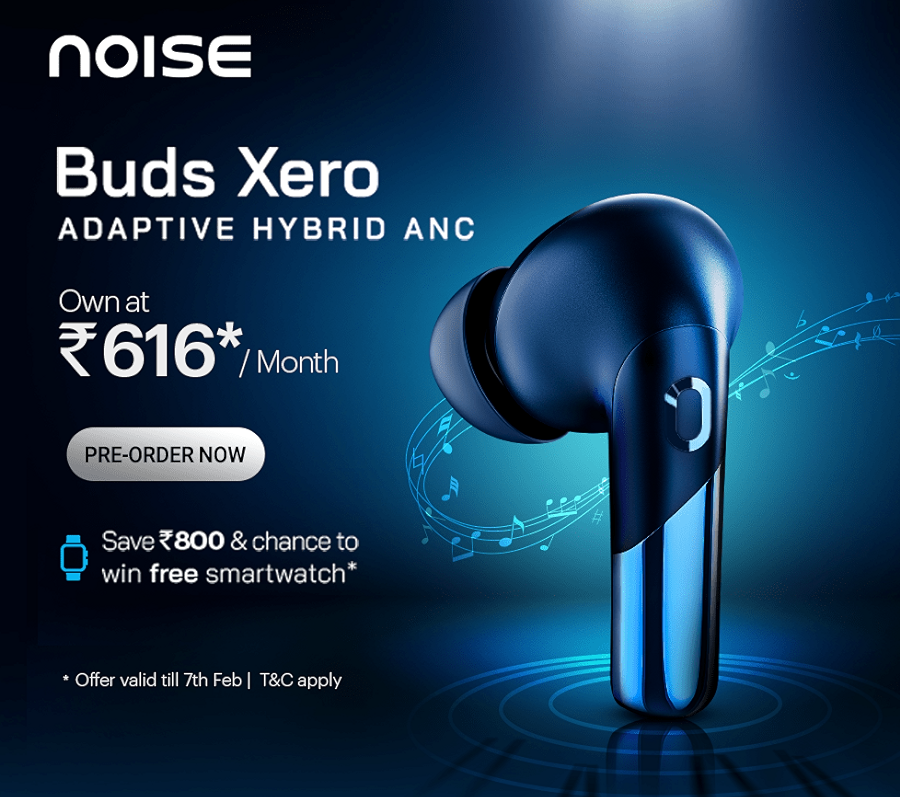 NOISE
Buds Xero
ADAPTIVE HYBRID ANC
Own at
₹616*/ Month
PRE-ORDER NOW
Save ₹800 & chance to
win free smartwatch*
* Offer valid till 7th Feb | T&C apply